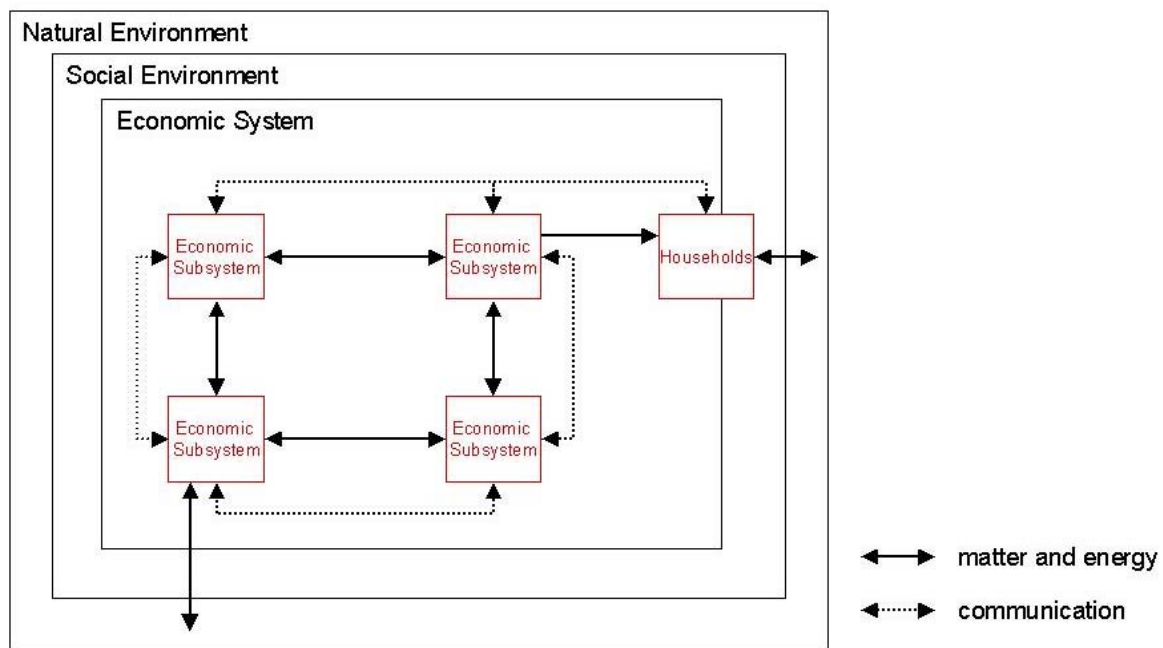 Natural Environment
Social Environment
Economic System
Economic
Subsystem
Economic
Subsystem
Households
Economic
Subsystem
Economic
Subsystem
matter and energy
communication